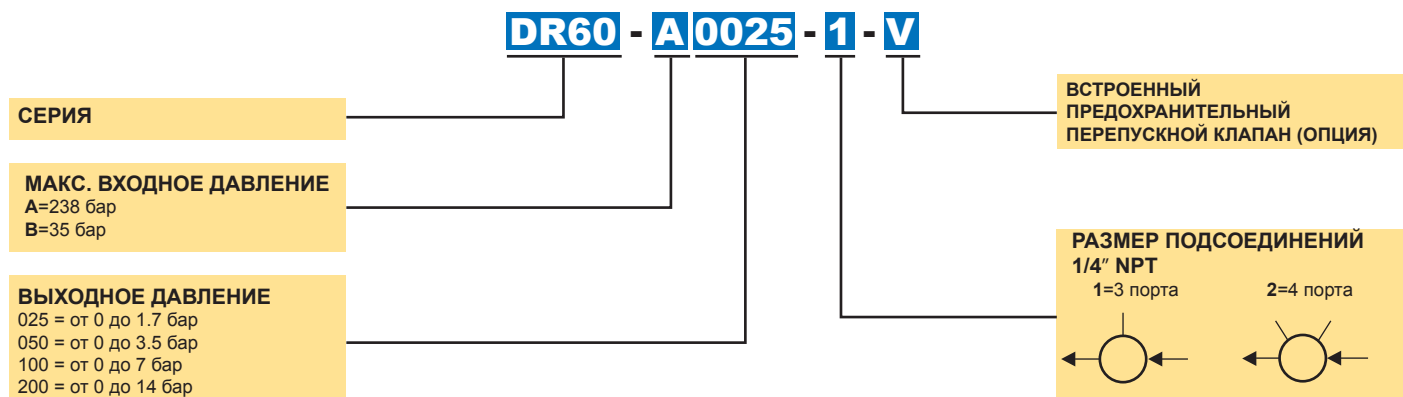 DR60 - A 0025 - 1 - V
СЕРИЯ
МАКС. ВХОДНОЕ ДАВЛЕНИЕ
A=238 бар
B=35 бар
ВЫХОДНОЕ ДАВЛЕНИЕ
025 = от 0 до 1.7 бар
050 = от 0 до 3.5 бар
100 = от 0 до 7 бар
200 = от 0 до 14 бар
ВСТРОЕННЫЙ
ПРЕДОХРАНИТЕЛЬНЫЙ
ПЕРЕПУСКНОЙ КЛАПАН (ОПЦИЯ)
РАЗМЕР ПОДСОЕДИНЕНИЙ
1/4″ NPT
1=3 порта 2=4 порта